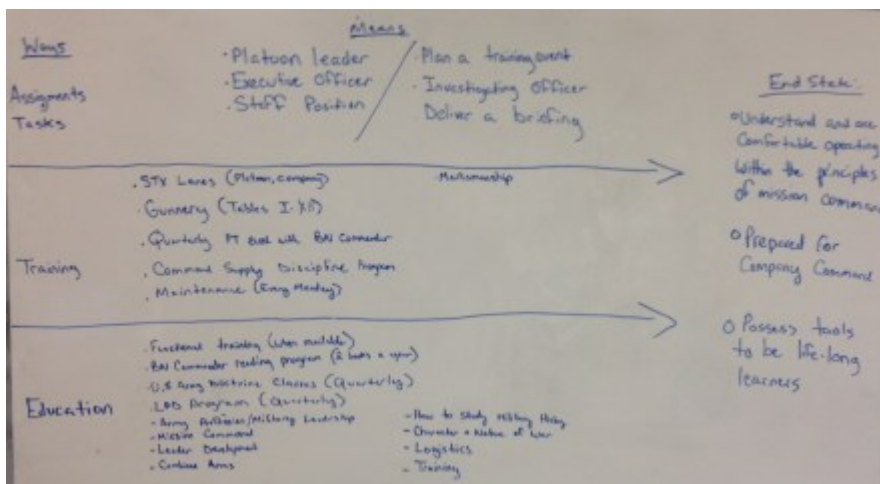 Means
Ways
Assignments
Tasks
· Platoon leader
· Executive Officer
· Staff Position
· Plan a training event
· Investigating Officer
Deliver a briefing
Training
· STX Lanes (Platoon, company)
· Gunnery (Tables I-XII)
· Quarterly PT event with BN Commander
· Command Supply Discipline Program
· Maintenance (Every Monday)
· Marksmanship
Education
· Functional training (when available)
· BN Commander reading program (2 books a year)
· U.S Army Doctrine Classes (Quarterly)
· LPD Program (Quarterly)
- Army Profession/Military Leadership
- Mission Command
- Leader Development
- Combine Arms
- How to Study Military History
- Character + Nature of War
- Logistics
- Training
End State:
o Understand and are
Comfortable operating
within the principles
of mission command
o Prepared for
Company Command
o Possess tools
to be life-long
learners